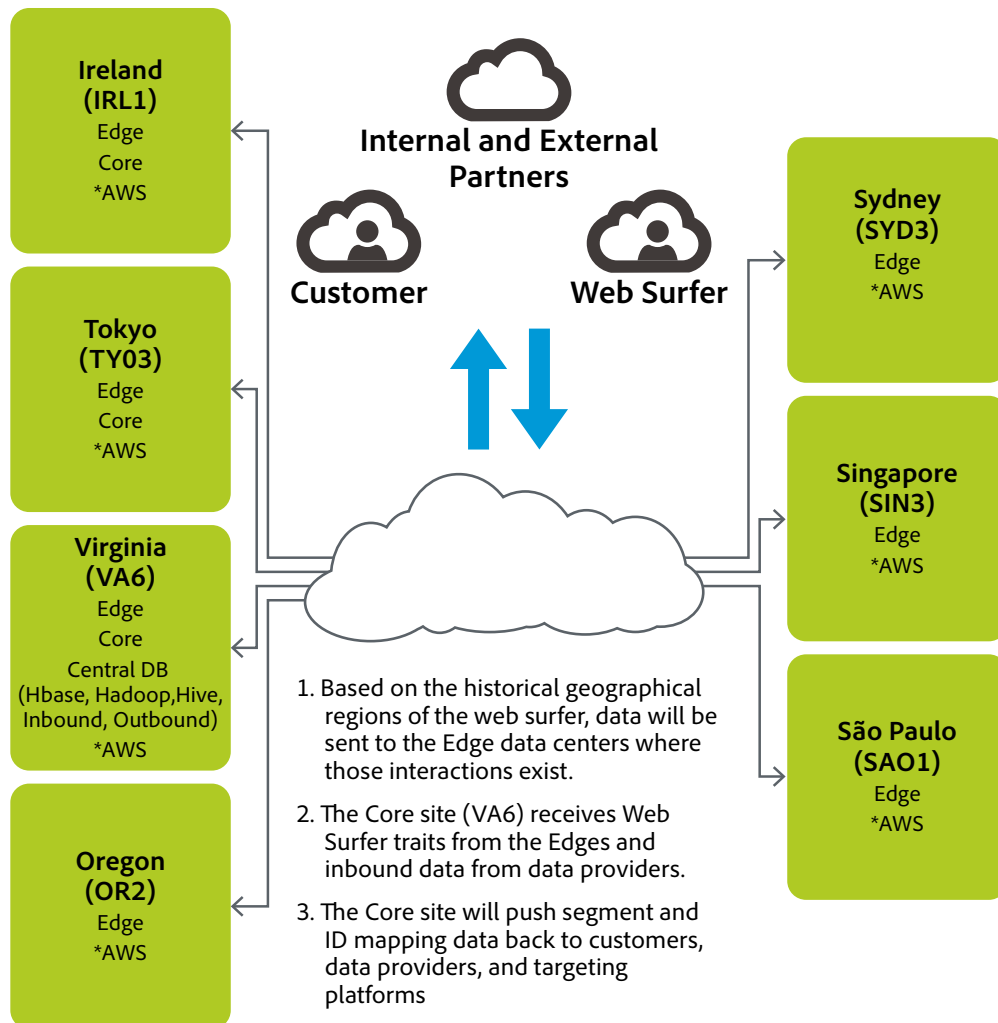 Ireland
(IRL1)
Edge
Core
*AWS
Tokyo
(TY03)
Edge
Core
*AWS
Virginia
(VA6)
Edge
Core
Central DB
(Hbase, Hadoop,Hive,
Inbound, Outbound)
*AWS
Oregon
(OR2)
Edge
*AWS
Internal and External
Partners
Customer
Web Surfer
1. Based on the historical geographical
regions of the web surfer, data will be
sent to the Edge data centers where
those interactions exist.
2. The Core site (VA6) receives Web
Surfer traits from the Edges and
inbound data from data providers.
3. The Core site will push segment and
ID mapping data back to customers,
data providers, and targeting
platforms
Sydney
(SYD3)
Edge
*AWS
Singapore
(SIN3)
Edge
*AWS
São Paulo
(SAO1)
Edge
*AWS